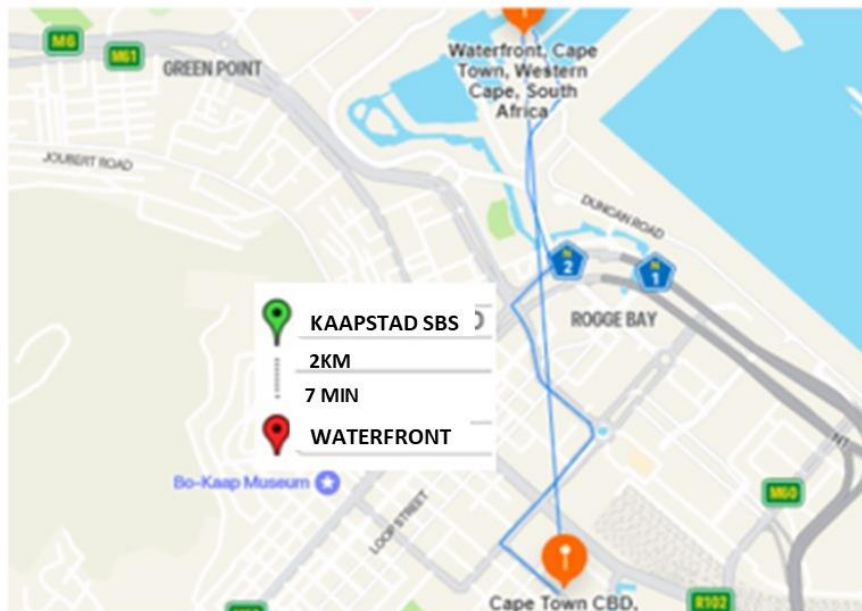 M6
M61
GREEN POINT
Waterfront, Cape
Town, Western
Cape, South
Africa
JOUBERT ROAD
DUNCAN ROAD
N
2
N
1
ROGGE BAY
KAAPSTAD SBS
2KM
7 MIN
WATERFRONT
N1
Bo-Kaap Museum
M60
LOOP STREET
Cape Town CBD,
R102